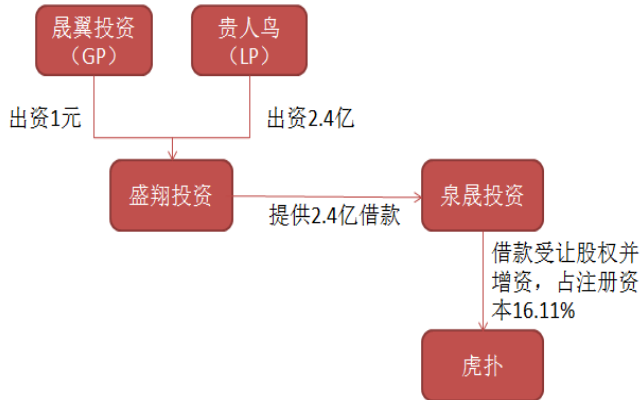 晟翼投资
（GP）
贵人鸟
（LP）
出资1元
出资2.4亿
盛翔投资
提供2.4亿借款
泉晟投资
借款受让股权并
增资，占注册资
本16.11%
虎扑